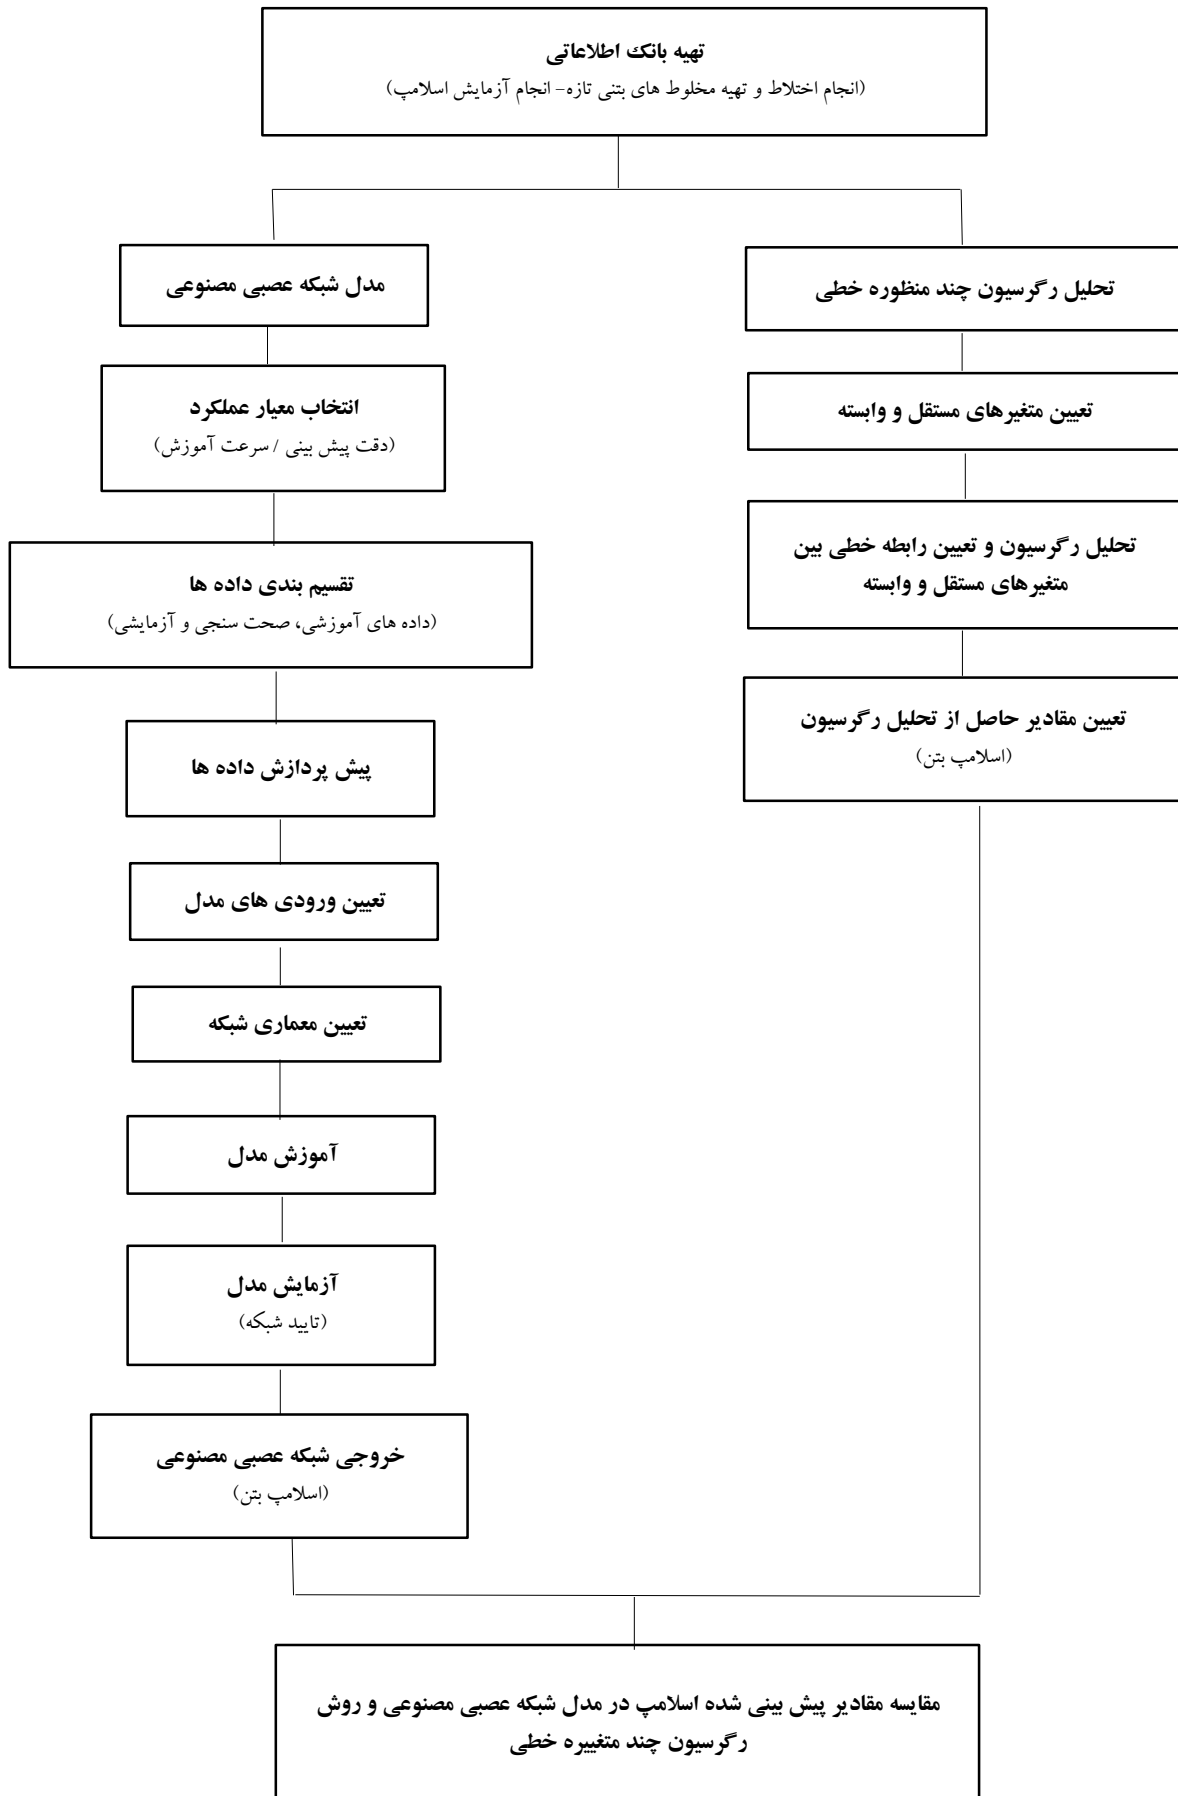 تهیه بانک اطلاعاتی
(انجام اختلاط و تهیه مخلوط های بتنی تازه- انجام آزمایش اسلامپ)
تحلیل رگرسیون چند منظوره خطی
تعیین متغیرهای مستقل و وابسته
تحلیل رگرسیون و تعیین رابطه خطی بین
متغیرهای مستقل و وابسته
تعیین مقادیر حاصل از تحلیل رگرسیون
(اسلامپ بتن)
مدل شبکه عصبی مصنوعی
انتخاب معیار عملکرد
(دقت پیش بینی / سرعت آموزش)
تقسیم بندی داده ها
(داده های آموزشی، صحت سنجی و آزمایشی)
پیش پردازش داده ها
تعیین ورودی های مدل
تعیین معماری شبکه
آموزش مدل
آزمایش مدل
(تایید شبکه)
خروجی شبکه عصبی مصنوعی
(اسلامپ بتن)
مقایسه مقادیر پیش بینی شده اسلامپ در مدل شبکه عصبی مصنوعی و روش
رگرسیون چند متغییره خطی